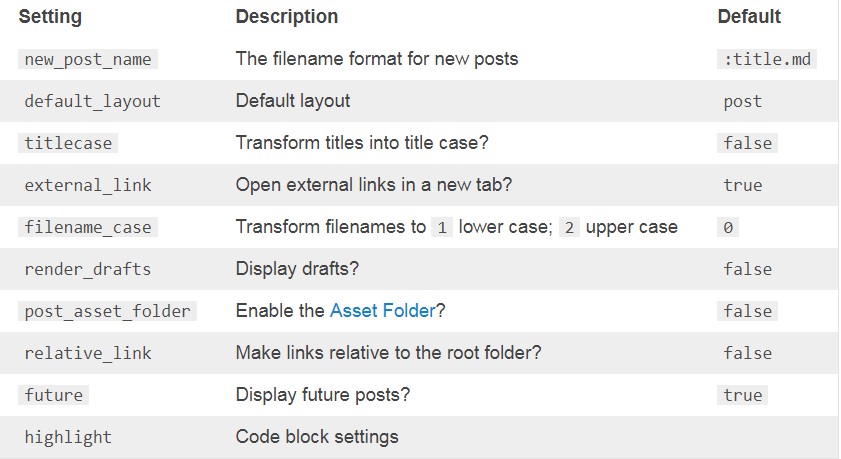 Setting Description Default
new_post_name The filename format for new posts :title.md
default_layout Default layout post
titlecase Transform titles into title case? false
external_link Open external links in a new tab? true
filename_case Transform filenames to 1 lower case; 2 upper case 0
render_drafts Display drafts? false
post_asset_folder Enable the Asset Folder? false
relative_link Make links relative to the root folder? false
future Display future posts? true
highlight Code block settings